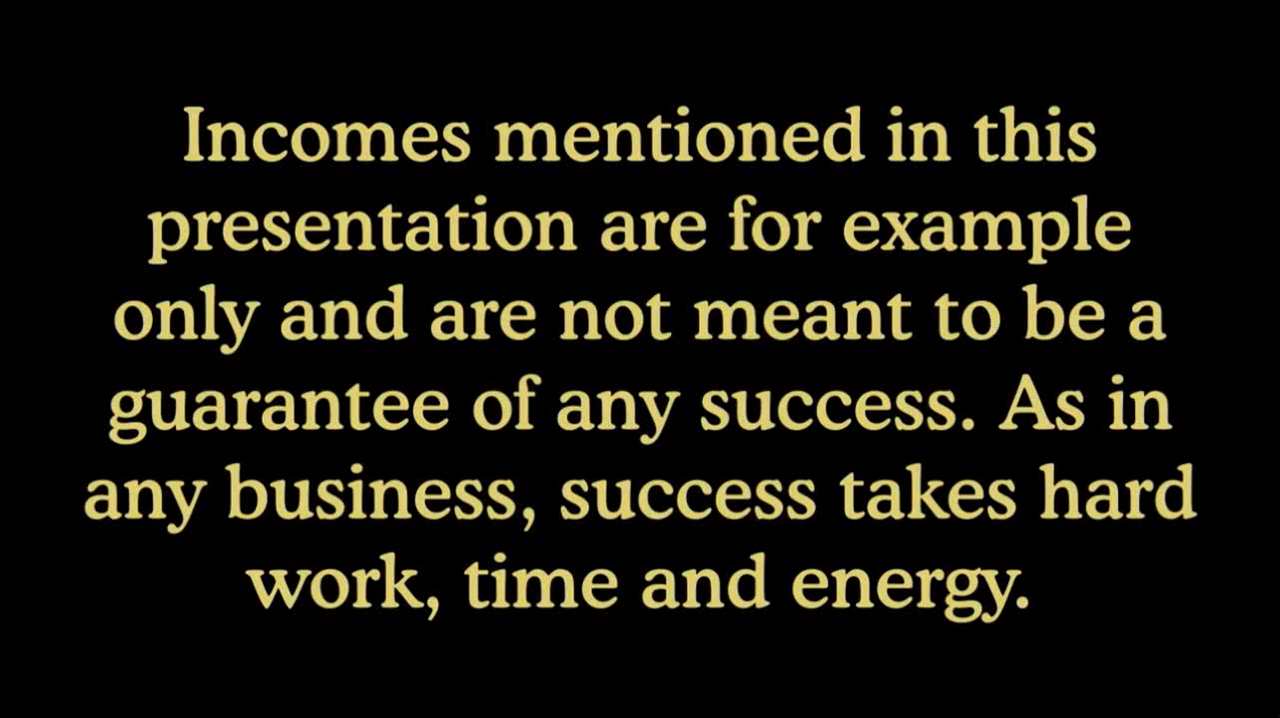 Incomes mentioned in this
presentation are for example
only and are not meant to be a
guarantee of any success. As in
any business, success takes hard
work, time and energy.